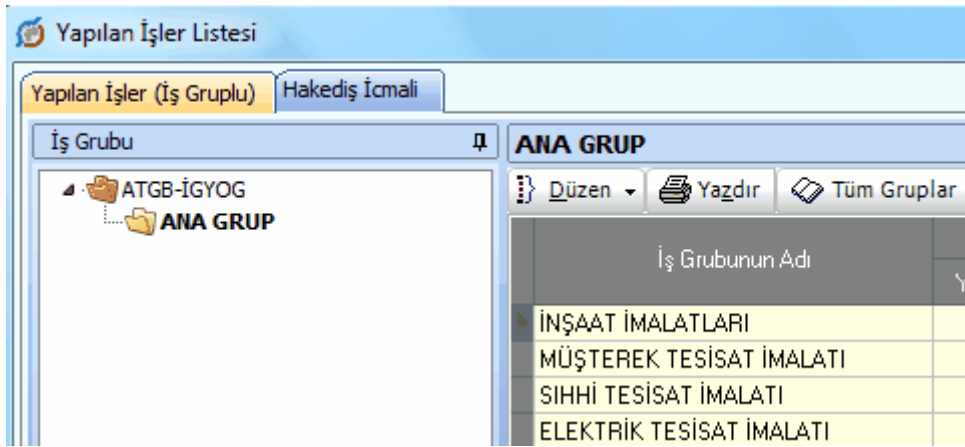 Yapılan İşler Listesi
Yapılan İşler (İş Gruplu)
Hakediş İcmali
İş Grubu
ANA GRUP
ATGB-İGYOG
ANA GRUP
Düzen
Yazdır
Tüm Gruplar
İş Grubunun Adı
İNŞAAT İMALATLARI
MÜŞTEREK TESİSAT İMALATI
SIHHİ TESİSAT İMALATI
ELEKTRİK TESİSAT İMALATI